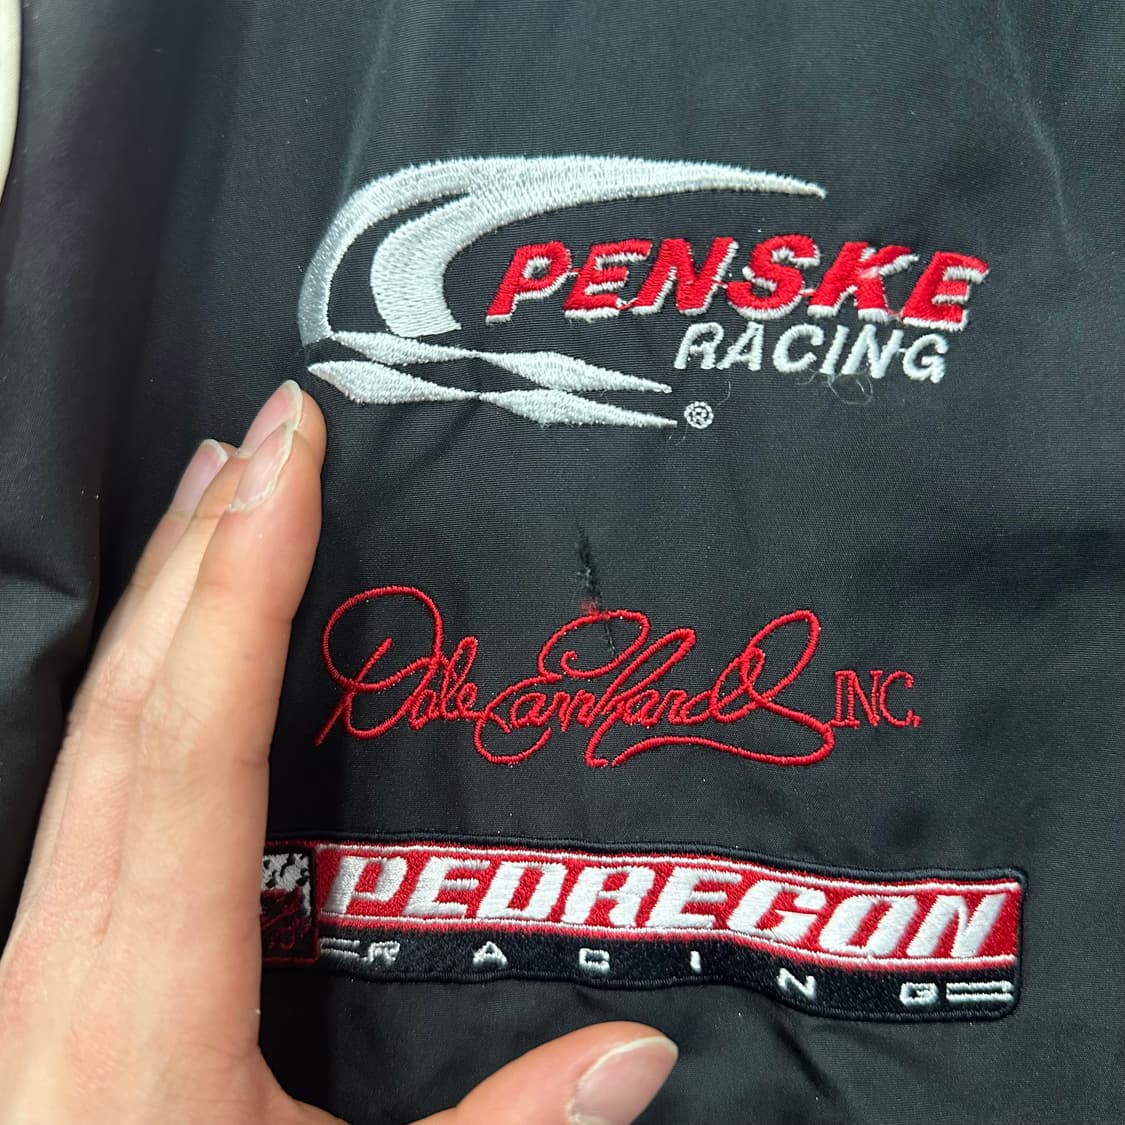 PENSKE
RACING
®
Dale Earnhardt INC.
PEDREGON
RACING